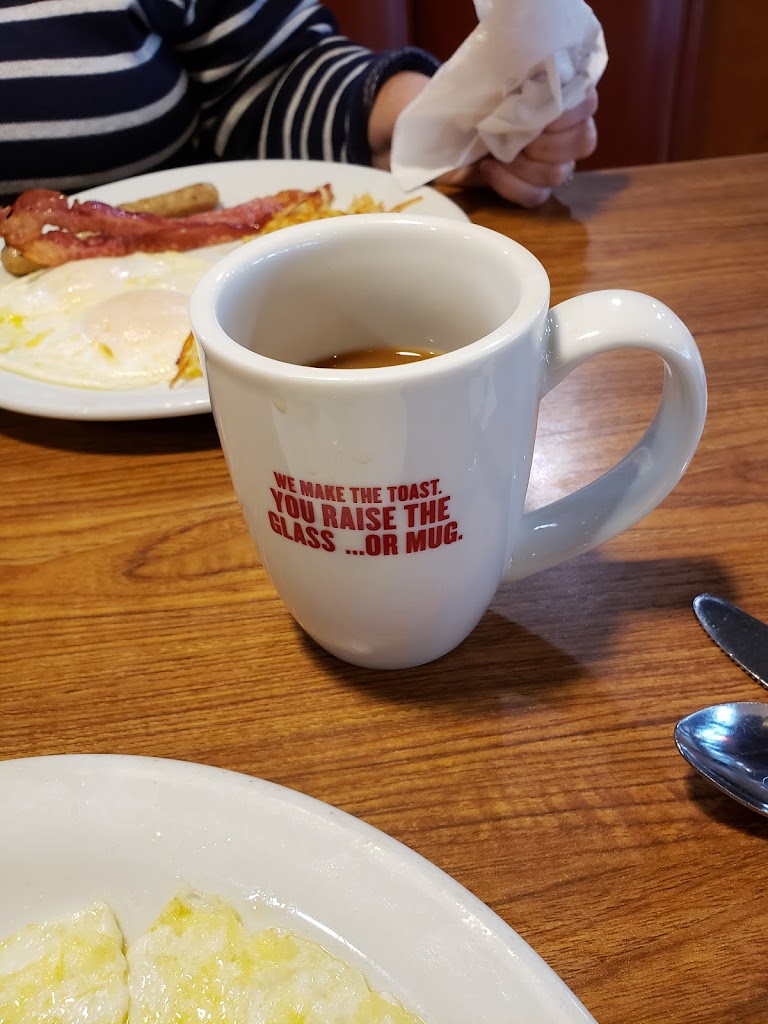 WE MAKE THE TOAST.
YOU RAISE THE
GLASS ...OR MUG.